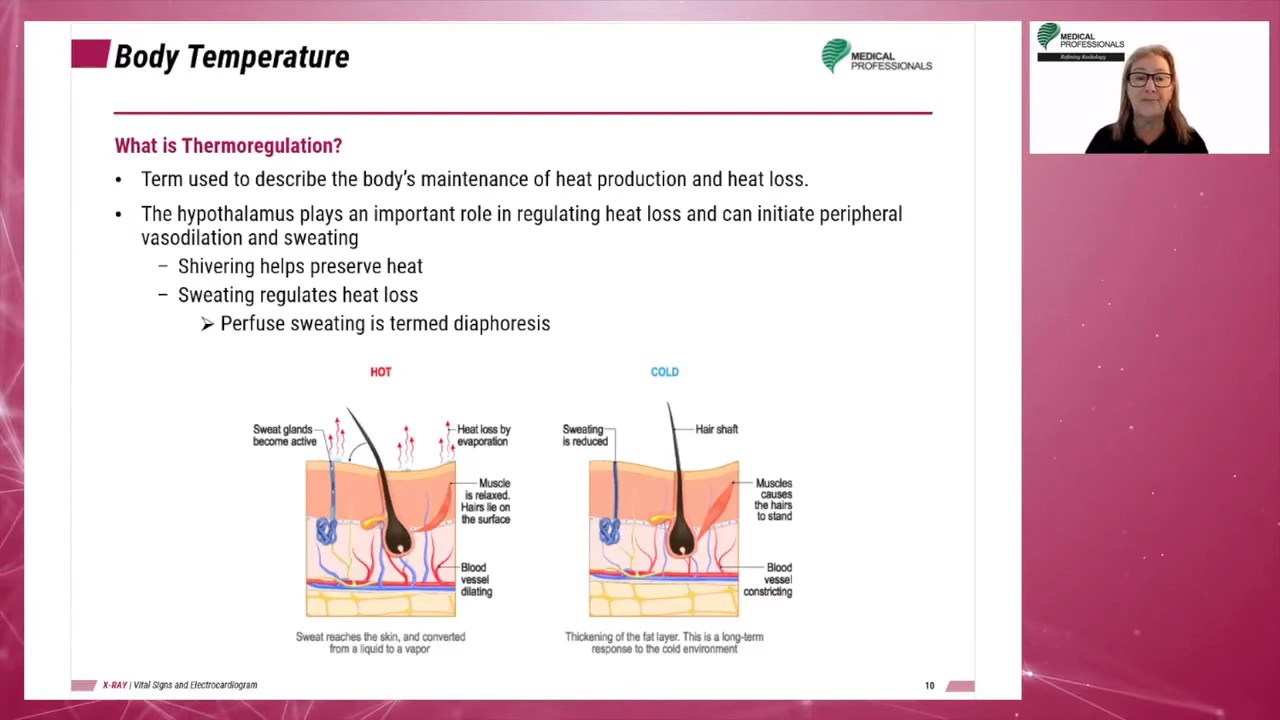 Body Temperature
MEDICAL
PROFESSIONALS
MEDICAL
PROFESSIONALS
Refining Radiology
What is Thermoregulation?
• Term used to describe the body's maintenance of heat production and heat loss.
• The hypothalamus plays an important role in regulating heat loss and can initiate peripheral
vasodilation and sweating
– Shivering helps preserve heat
– Sweating regulates heat loss
➢ Perfuse sweating is termed diaphoresis
HOT
Sweat glands
become active
Heat loss by
evaporation
Muscle
is relaxed.
Hairs lie on
the surface
Blood
vessel
dilating
Sweat reaches the skin, and converted
from a liquid to a vapor
COLD
Sweating
is reduced
Hair shaft
Muscles
causes
the hairs
to stand
Blood
vessel
constricting
Thickening of the fat layer. This is a long-term
response to the cold environment
X-RAY | Vital Signs and Electrocardiogram
10